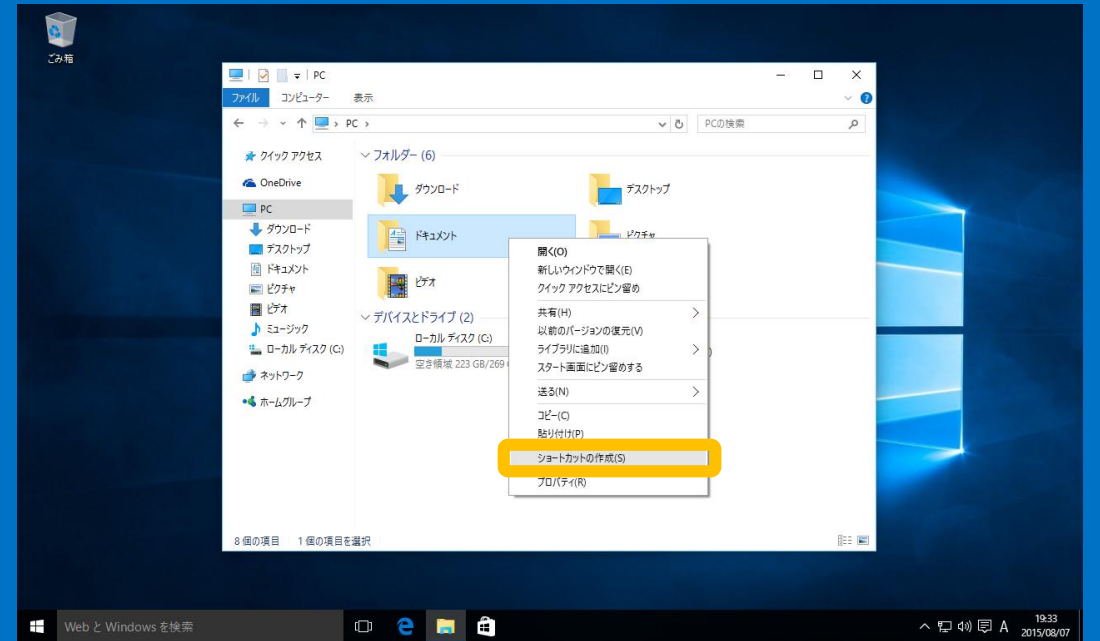 ごみ箱
PC
ファイル コンピューター 表示
PC
PCの検索
クイック アクセス
OneDrive
PC
ダウンロード
デスクトップ
ドキュメント
ピクチャ
ビデオ
ミュージック
ローカル ディスク (C:)
ネットワーク
ホームグループ
フォルダー (6)
ダウンロード
デスクトップ
ドキュメント
ピクチャ
ビデオ
デバイスとドライブ (2)
ローカル ディスク (C:)
空き領域 223 GB/269
開く(O)
新しいウィンドウで開く(E)
クイック アクセスにピン留め
共有(H)
以前のバージョンの復元(V)
ライブラリに追加(I)
スタート画面にピン留めする
送る(N)
コピー(C)
貼り付け(P)
ショートカットの作成(S)
プロパティ(R)
8 個の項目 1 個の項目を選択
Web と Windows を検索
A
19:33
2015/08/07